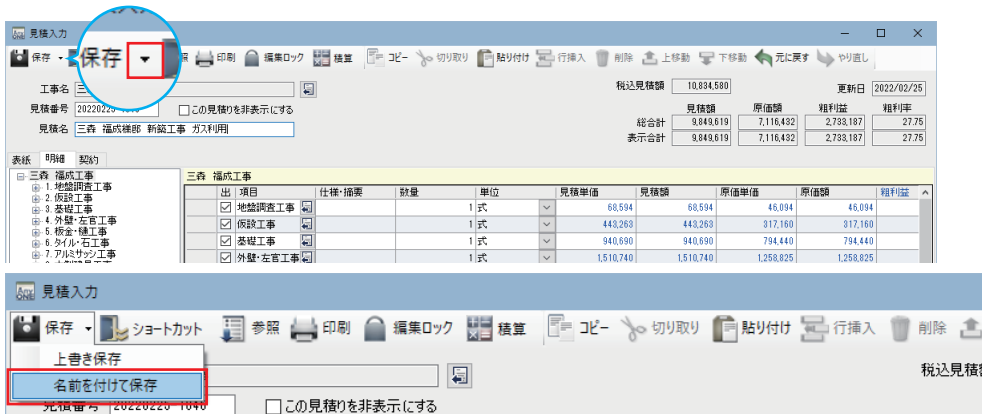 見積入力
保存 照 印刷 編集ロック 積算 コピー 切り取り 貼り付け 行挿入 削除 上移動 下移動 元に戻す やり直し
保存
工事名
税込見積額 10,834,580 更新日 2022/02/25
見積番号 この見積りを非表示にする
見積額 原価額 粗利益 粗利率
総合計 9,849,619 7,116,432 2,733,187 27.75
見積名 三森 福成様邸 新築工事 ガス利用
表示合計 9,849,619 7,116,432 2,733,187 27.75
表紙 明細 契約
三森 福成工事
1.地盤調査工事
2.仮設工事
3.基礎工事
4.外壁・左官工事
5.板金・樋工事
6.タイル・石工事
7.アルミサッシ工事
三森 福成工事
出 項目 仕様・摘要 数量 単位 見積単価 見積額 原価単価 原価額 粗利益
地盤調査工事 1 式 68,594 68,594 46,094 46,094
仮設工事 1 式 443,263 443,263 317,160 317,160
基礎工事 1 式 940,690 940,690 794,440 794,440
外壁・左官工事 1 式 1,510,740 1,510,740 1,258,825 1,258,825
AnyONE 見積入力
保存 ショートカット 参照 印刷 編集ロック 積算 コピー 切り取り 貼り付け 行挿入 削除
上書き保存
名前を付けて保存
税込見積
見積番号 20220225-1040 この見積りを非表示にする